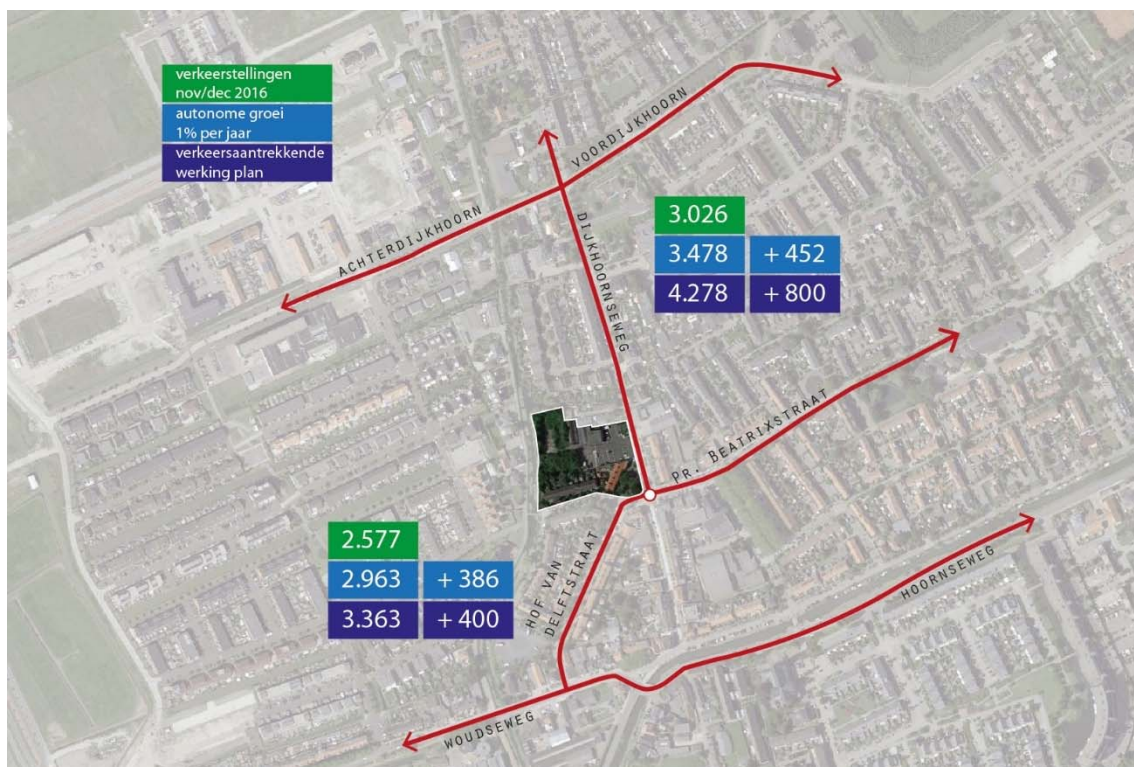 verkeerstellingen
nov/dec 2016
autonome groei
1% per jaar
verkeersaantrekkende
werking plan
VOORDIJKHOORN
ACHTERDIJKHOORN
DIJKHOORNSEWEG
3.026
3.478 + 452
4.278 + 800
PR. BEATRIXSTRAAT
2.577
2.963 + 386
3.363 + 400
HOF VAN
DELFTSTRAAT
HOORNSEWEG
WOUDSEWEG